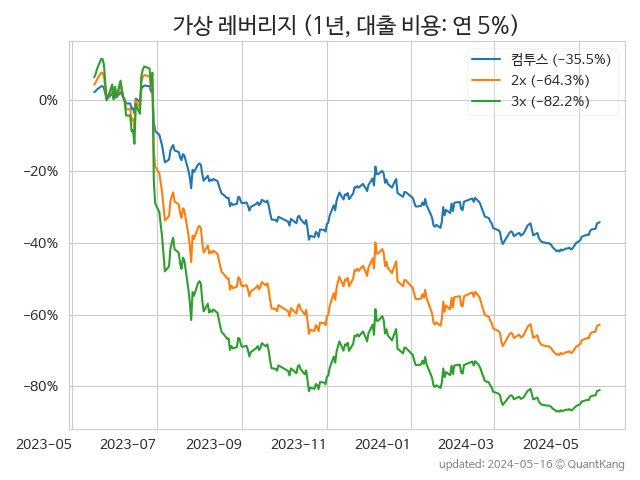 가상 레버리지 (1년, 대출 비용: 연 5%)
컴투스 (−35.5%)
2x (−64.3%)
3x (−82.2%)
0%
−20%
−40%
−60%
−80%
2023−05 2023−07 2023−09 2023−11 2024−01 2024−03 2024−05
updated: 2024−05−16 © QuantKang